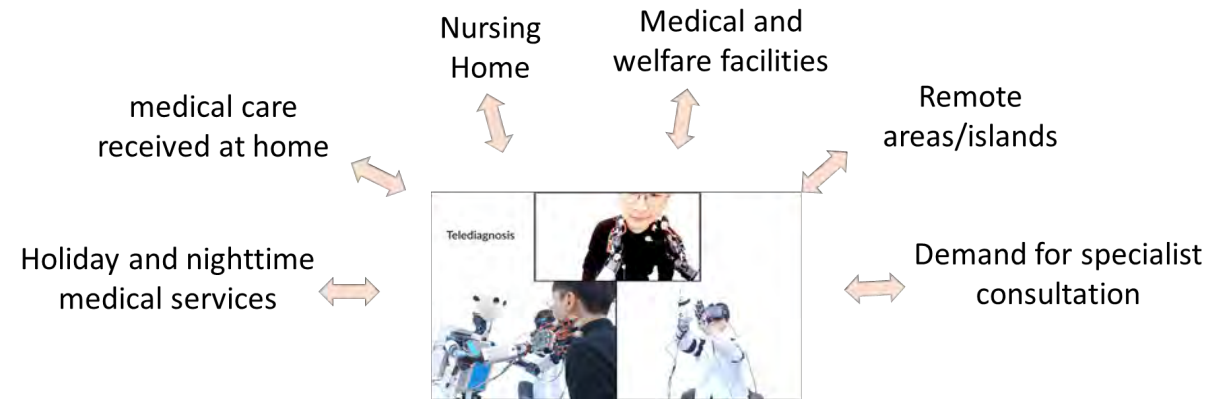 Nursing
Home
Medical and
welfare facilities
medical care
received at home
Remote
areas/islands
Telediagnosis
Holiday and nighttime
medical services
Demand for specialist
consultation